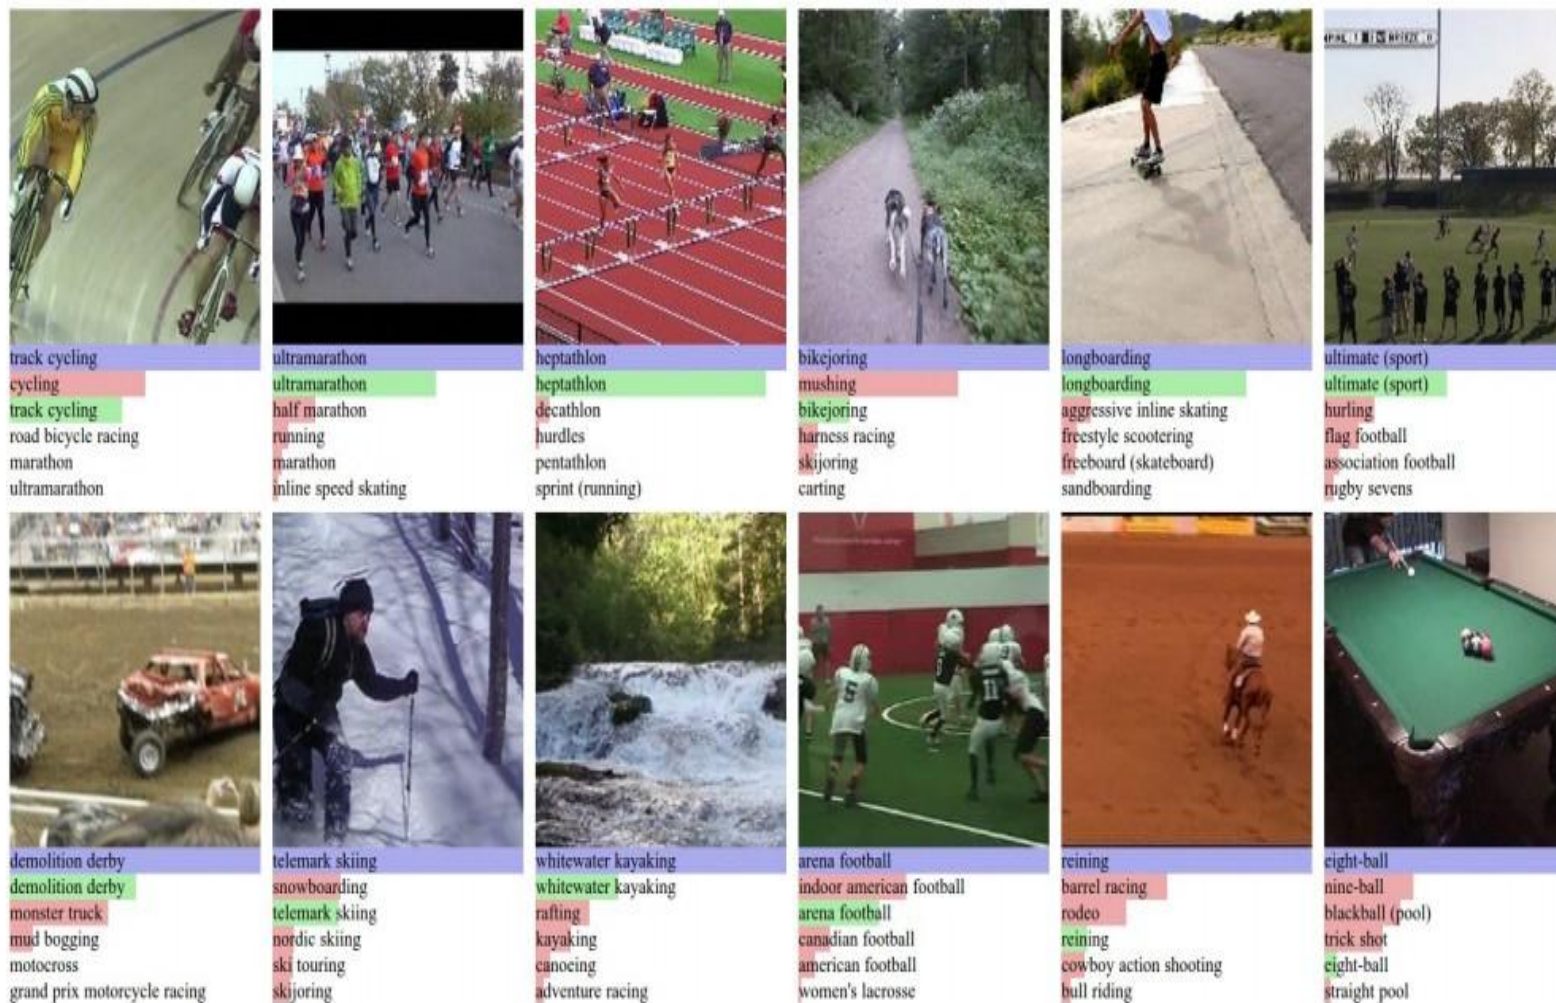 track cycling
cycling
track cycling
road bicycle racing
marathon
ultramarathon
ultramarathon
ultramarathon
half marathon
running
marathon
inline speed skating
heptathlon
heptathlon
decathlon
hurdles
pentathlon
sprint (running)
bikejoring
mushing
bikejoring
harness racing
skijoring
carting
longboarding
longboarding
aggressive inline skating
freestyle scootering
freeboard (skateboard)
sandboarding
ultimate (sport)
ultimate (sport)
hurling
flag football
association football
rugby sevens
demolition derby
demolition derby
monster truck
mud bogging
motocross
grand prix motorcycle racing
telemark skiing
snowboarding
telemark skiing
nordic skiing
ski touring
skijoring
whitewater kayaking
whitewater kayaking
rafting
kayaking
canoeing
adventure racing
arena football
indoor american football
arena football
canadian football
american football
women's lacrosse
reining
barrel racing
rodeo
reining
cowboy action shooting
bull riding
eight-ball
nine-ball
blackball (pool)
trick shot
eight-ball
straight pool